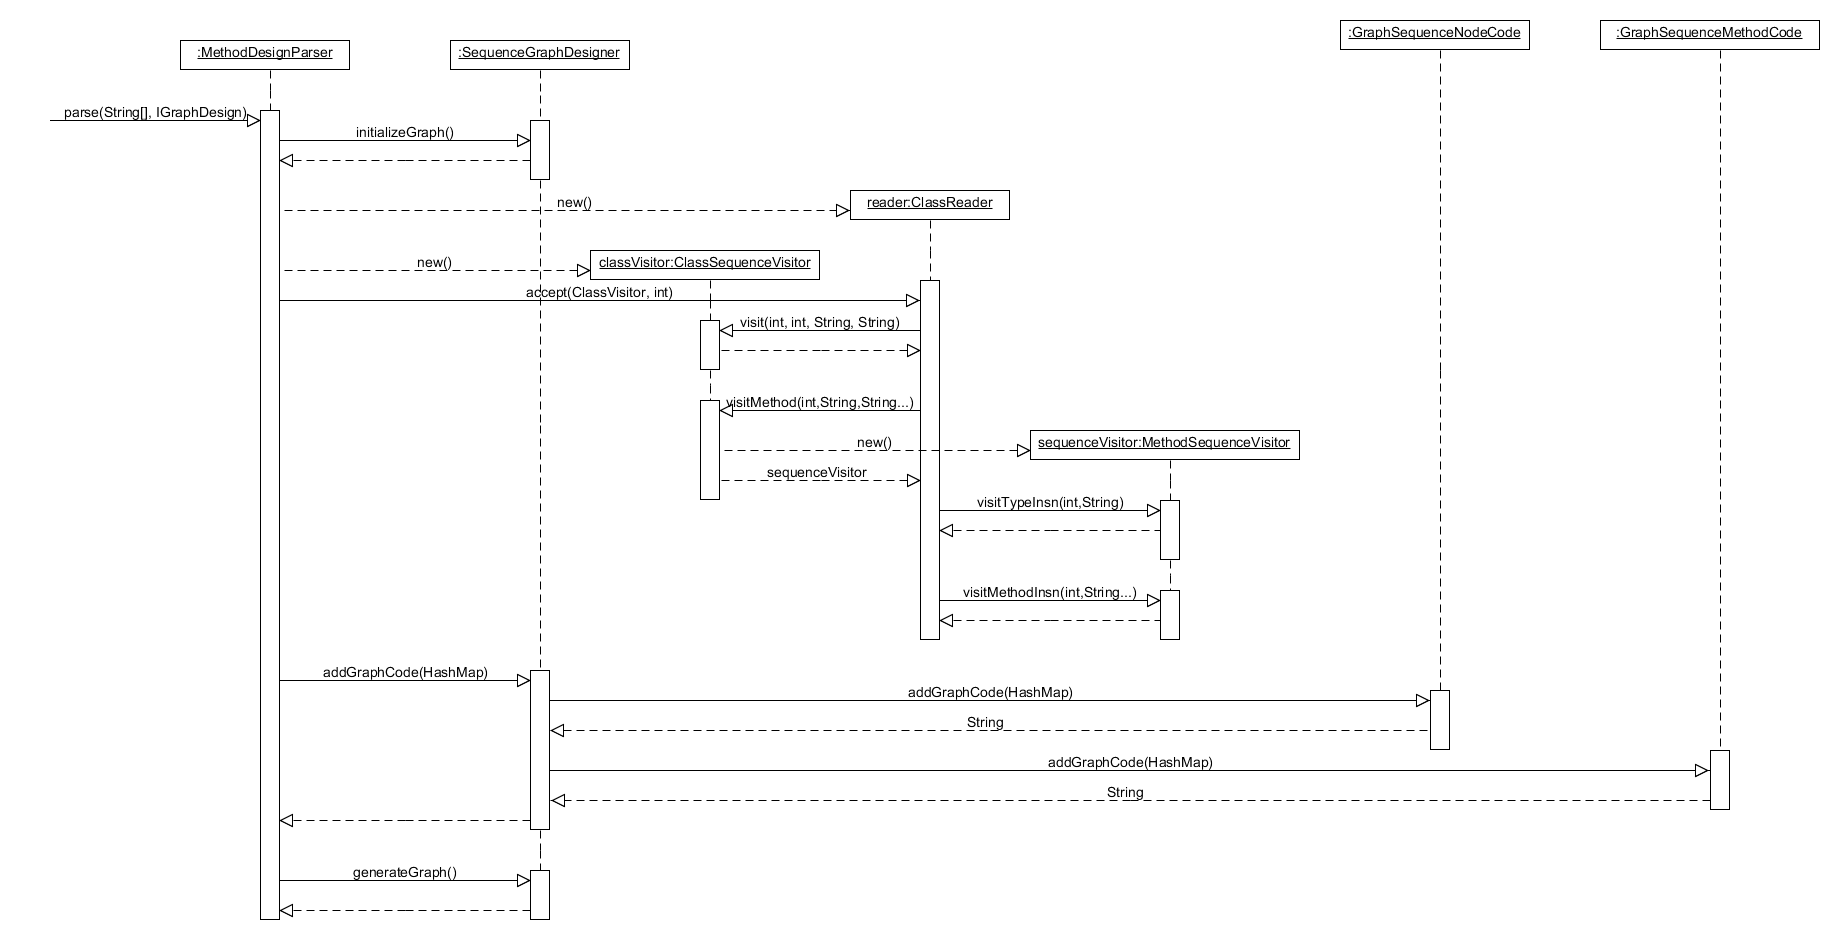 :GraphSequenceNodeCode
:GraphSequenceMethodCode
:MethodDesignParser
:SequenceGraphDesigner
parse(String[], IGraphDesign)
initializeGraph()
new()
reader:ClassReader
new()
classVisitor:ClassSequenceVisitor
accept(ClassVisitor, int)
visit(int, int, String, String)
visitMethod(int,String,String...)
new()
sequenceVisitor:MethodSequenceVisitor
sequenceVisitor
visitTypeInsn(int,String)
visitMethodInsn(int,String...)
addGraphCode(HashMap)
addGraphCode(HashMap)
String
addGraphCode(HashMap)
String
generateGraph()